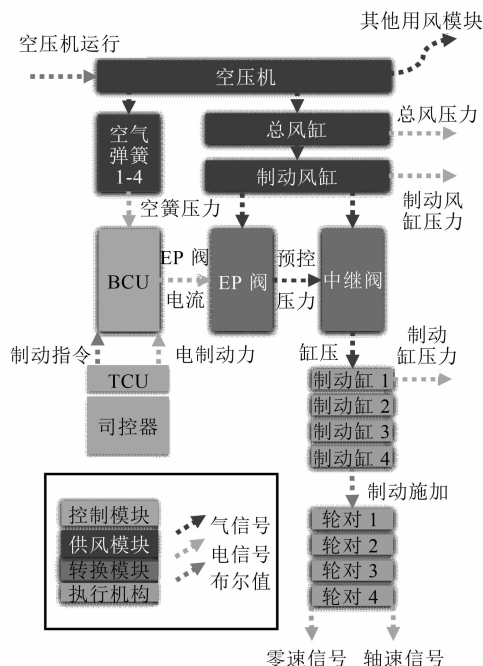 其他用风模块
空压机运行
空压机
总风缸
总风压力
空气
弹簧
1-4
制动风缸
制动风
缸压力
空簧压力
BCU
EP 阀
电流
EP 阀
预控
压力
中继阀
制动指令
电制动力
缸压
制动
缸压力
TCU
司控器
制动缸 1
制动缸 2
制动缸 3
制动缸 4
制动施加
控制模块
供风模块
转换模块
执行机构
气信号
电信号
布尔值
轮对 1
轮对 2
轮对 3
轮对 4
零速信号
轴速信号